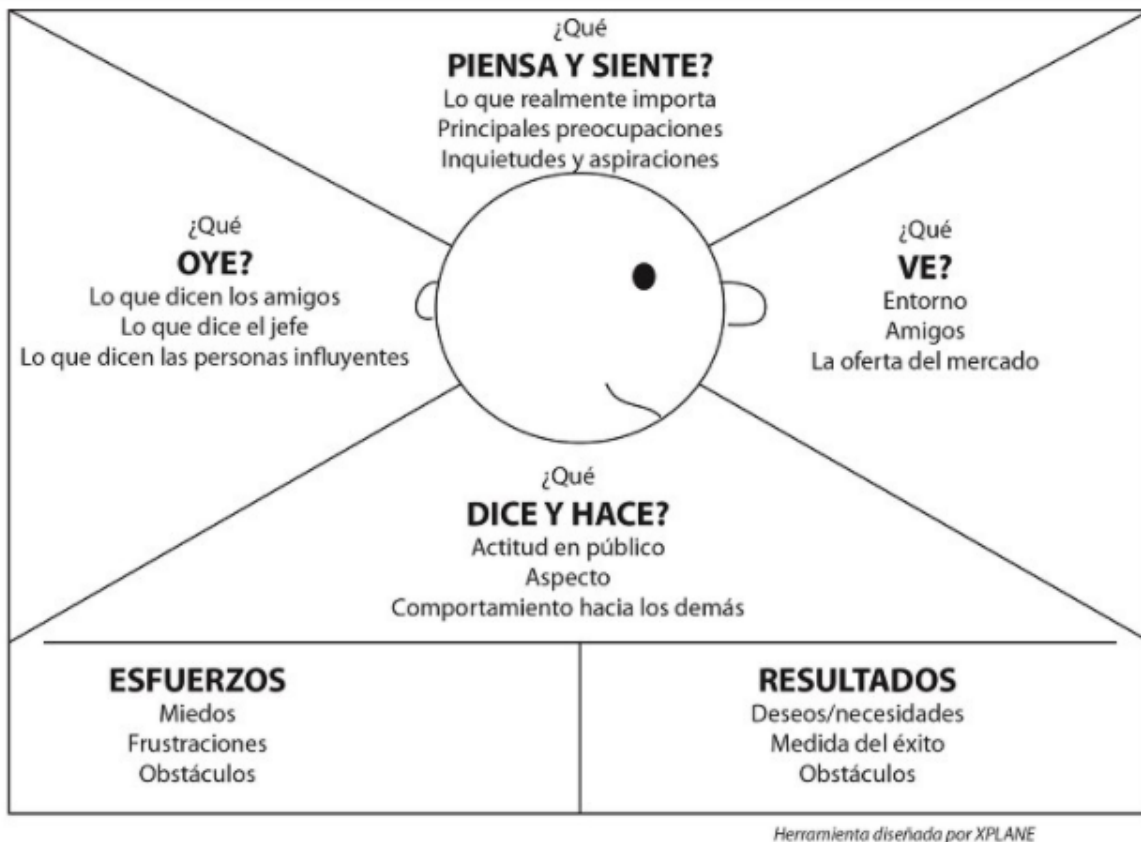 ¿Qué
PIENSA Y SIENTE?
Lo que realmente importa
Principales preocupaciones
Inquietudes y aspiraciones
¿Qué
OYE?
Lo que dicen los amigos
Lo que dice el jefe
Lo que dicen las personas influyentes
¿Qué
VE?
Entorno
Amigos
La oferta del mercado
¿Qué
DICE Y HACE?
Actitud en público
Aspecto
Comportamiento hacia los demás
ESFUERZOS
Miedos
Frustraciones
Obstáculos
RESULTADOS
Deseos/necesidades
Medida del éxito
Obstáculos
Herramienta diseñada por XPLANE